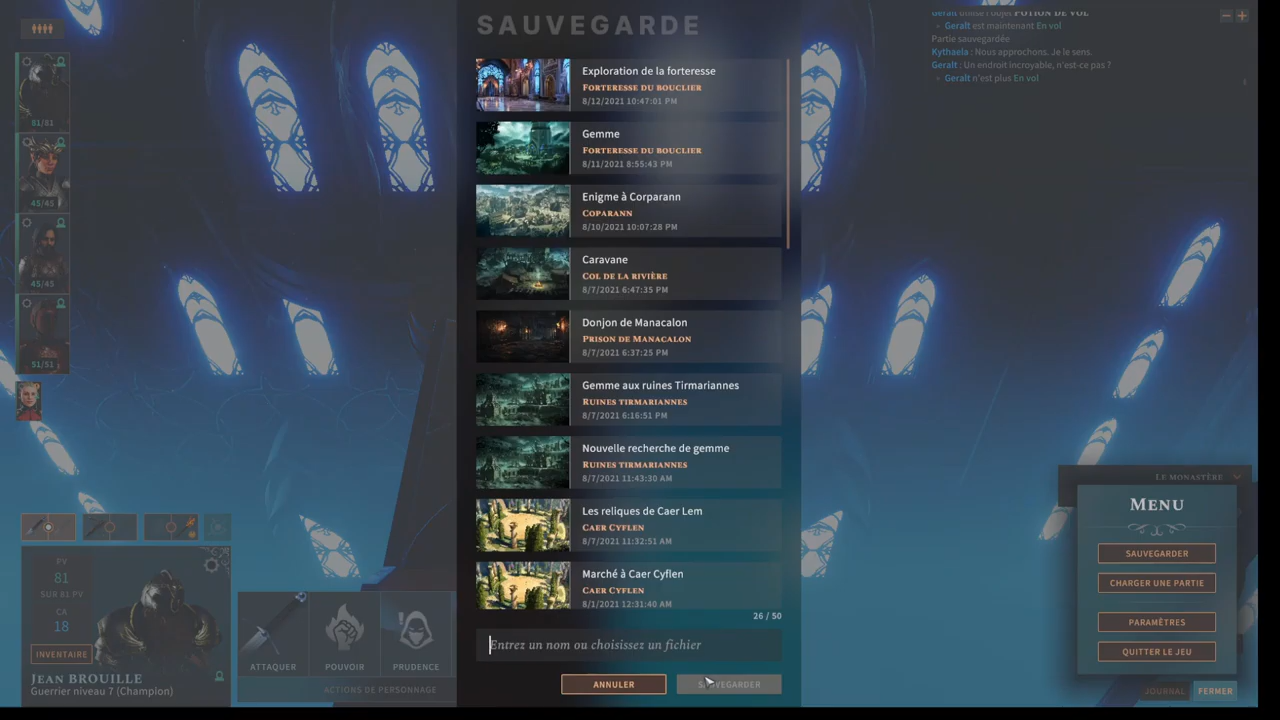 SAUVEGARDE
Exploration de la forteresse
FORTERESSE DU BOUCLIER
8/12/2021 10:47:01 PM
Gemme
FORTERESSE DU BOUCLIER
8/11/2021 8:55:43 PM
Enigme à Corparann
COPARANN
8/10/2021 10:07:28 PM
Caravane
COL DE LA RIVIÈRE
8/7/2021 6:47:35 PM
Donjon de Manacalon
PRISON DE MANACALON
8/7/2021 6:37:25 PM
Gemme aux ruines Tirmariannes
RUINES TIRMARIANNES
8/7/2021 6:16:51 PM
Nouvelle recherche de gemme
RUINES TIRMARIANNES
8/7/2021 11:43:30 AM
Les reliques de Caer Lem
CAER CYFLEN
8/7/2021 11:32:51 AM
Marché à Caer Cyflen
CAER CYFLEN
8/1/2021 12:31:40 AM
26 / 50
Entrez un nom ou choisissez un fichier
ANNULER
SAUVEGARDER
Geralt utilise l'objet POTION DE VOL
Geralt est maintenant En vol
Partie sauvegardée
Kythaela : Nous approchons. Je le sens.
Geralt : Un endroit incroyable, n'est-ce pas ?
Geralt n'est plus En vol
81/81
45/45
45/45
51/51
PV
81
SUR 81 PV
CA
18
INVENTAIRE
JEAN BROUILLE
Guerrier niveau 7 (Champion)
ATTAQUER
POUVOIR
PRUDENCE
ACTIONS DE PERSONNAGE
LE MONASTÈRE
MENU
SAUVEGARDER
CHARGER UNE PARTIE
PARAMÈTRES
QUITTER LE JEU
JOURNAL
FERMER